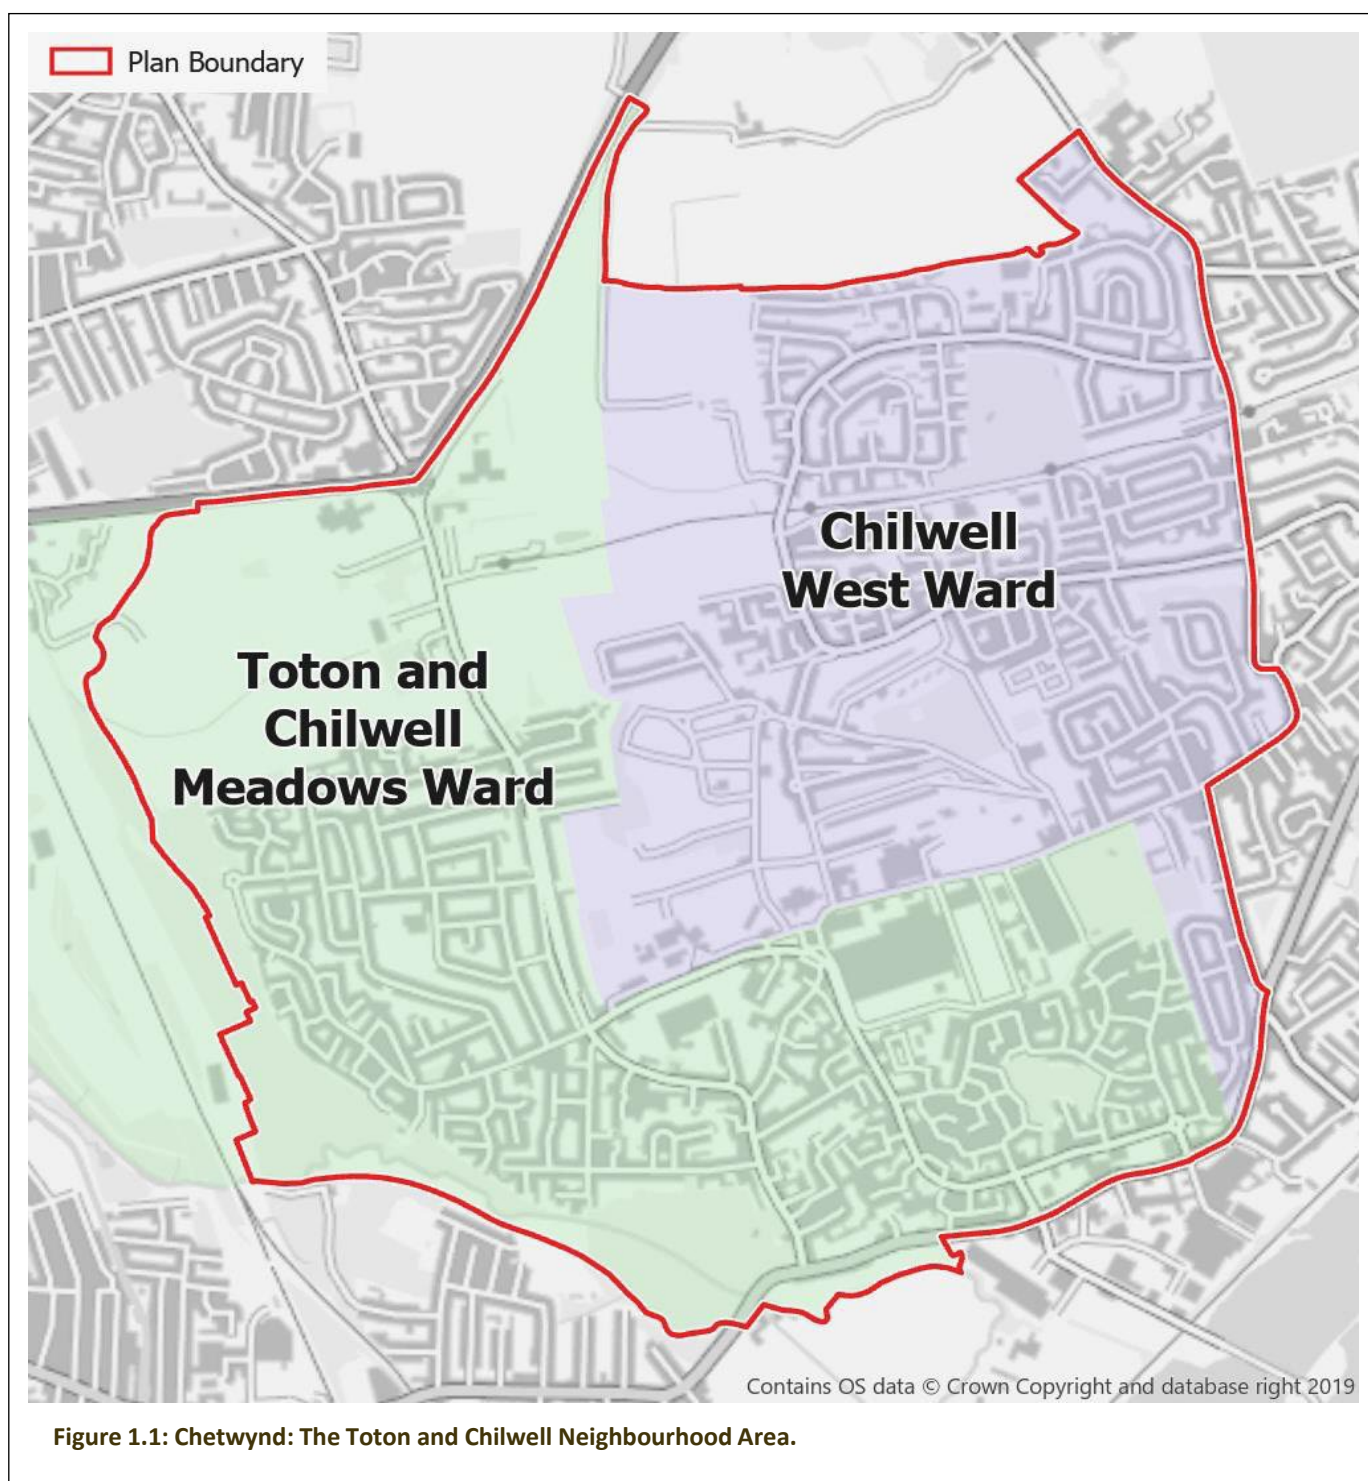 Plan Boundary
Chilwell
West Ward
Toton and
Chilwell
Meadows Ward
Contains OS data © Crown Copyright and database right 2019
Figure 1.1: Chetwynd: The Toton and Chilwell Neighbourhood Area.